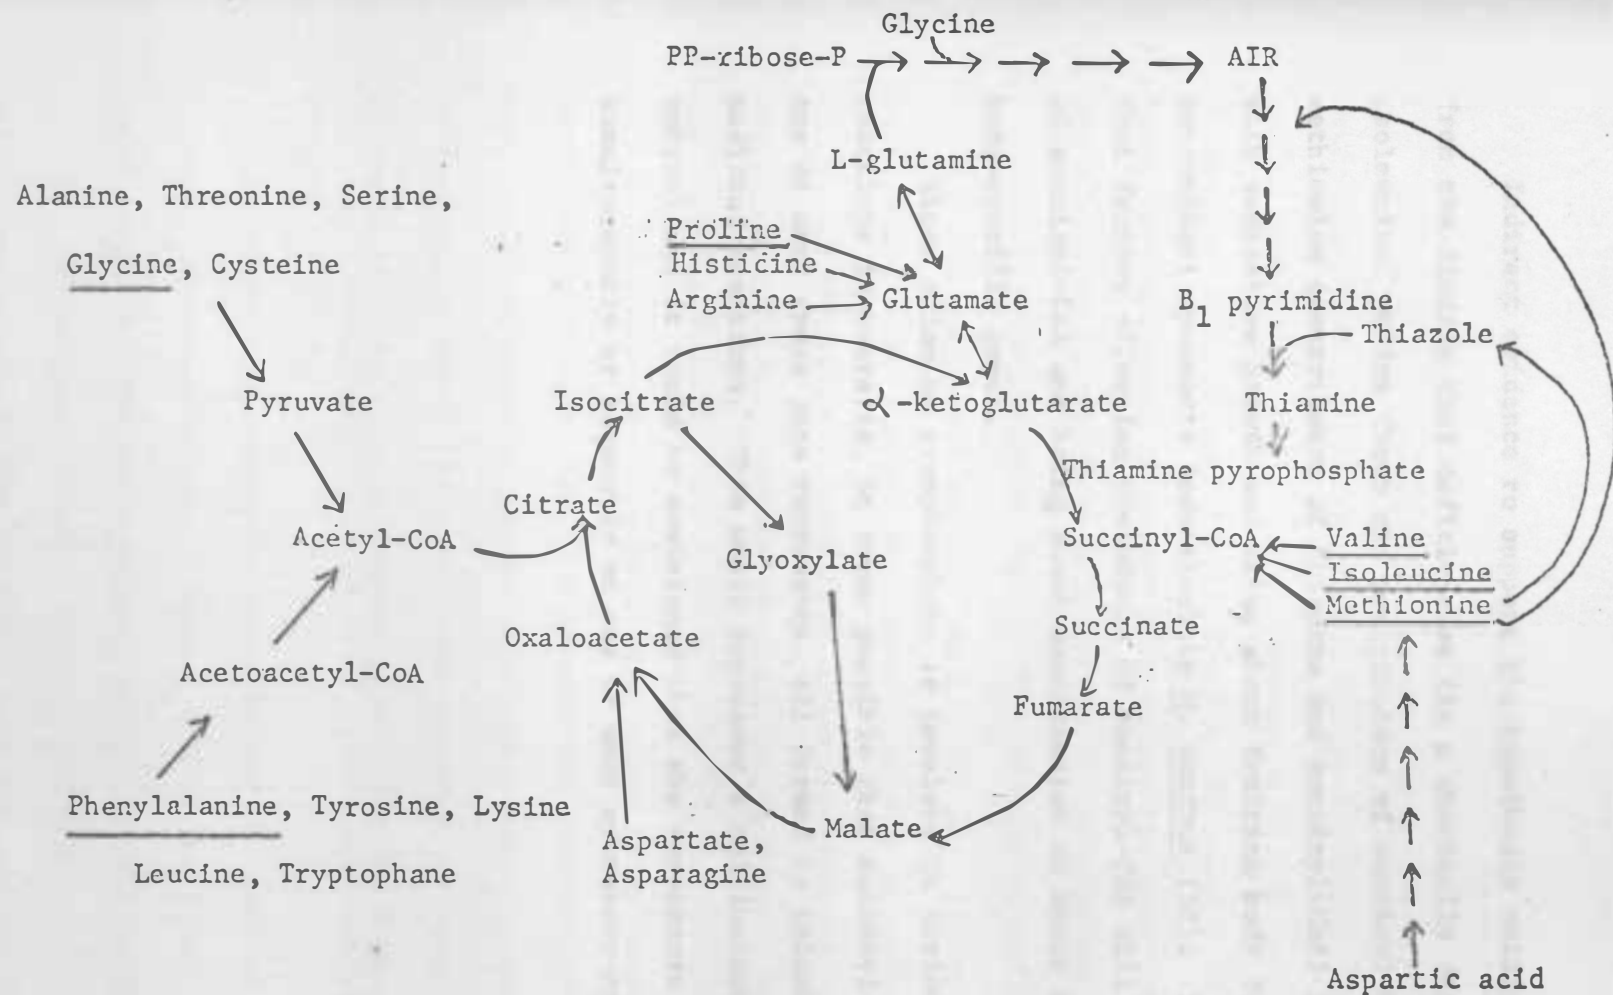 Glycine
PP-ribose-P
AIR
L-glutamine
Alanine, Threonine, Serine,
Glycine, Cysteine
Proline
Histicine
Arginine
Glutamate
B1 pyrimidine
Thiazole
Pyruvate
Isocitrate
α-ketoglutarate
Thiamine
Thiamine pyrophosphate
Citrate
Acetyl-CoA
Glyoxylate
Succinyl-CoA
Valine
Isoleucine
Methionine
Oxaloacetate
Succinate
Acetoacetyl-CoA
Fumarate
Phenylalanine, Tyrosine, Lysine
Leucine, Tryptophane
Aspartate,
Asparagine
Malate
Aspartic acid